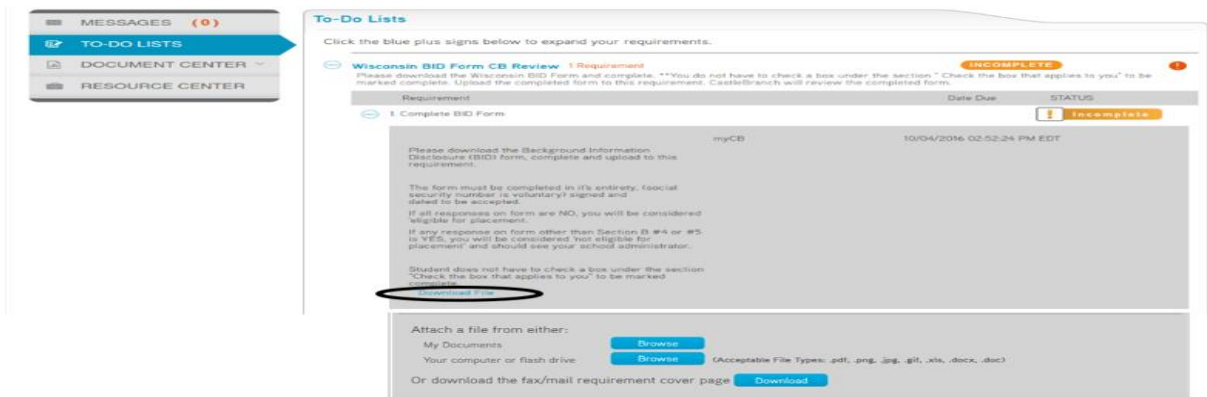 MESSAGES (0)
TO-DO LISTS
DOCUMENT CENTER
RESOURCE CENTER
To-Do Lists
Click the blue plus signs below to expand your requirements.
Wisconsin BID Form CB Review 1 Requirement INCOMPLETE
Please download the Wisconsin BID Form and complete. **You do not have to check a box under the section " Check the box that applies to you" to be
marked complete. Upload the completed form to this requirement. CastleBranch will review the completed form.
Requirement Date Due STATUS
1. Complete BID Form Incomplete
myCB 10/04/2016 02:52:24 PM EDT
Please download the Background Information
Disclosure (BID) form, complete and upload to this
requirement.
The form must be completed in it's entirety, (social
security number is voluntary) signed and
dated to be accepted.
If all responses on form are NO, you will be considered
'eligible for placement.
If any response on form other than Section B #4 or #5
is YES, you will be considered 'not eligible for
placement' and should see your school administrator.
Student does not have to check a box under the section
"Check the box that applies to you" to be marked
complete.
Download File
Attach a file from either:
My Documents Browse
Your computer or flash drive Browse (Acceptable File Types: .pdf, .png, .jpg, .gif, .xls, .docx, .doc)
Or download the fax/mail requirement cover page Download